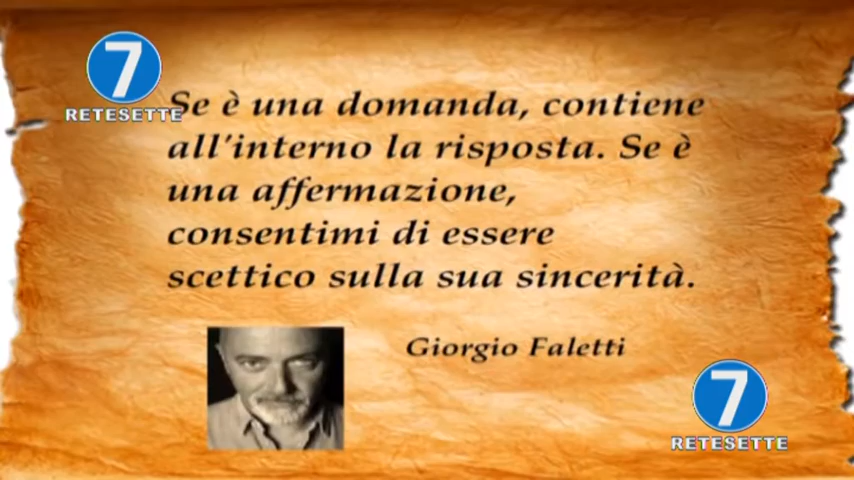 7
RETESETTE
Se è una domanda, contiene
all'interno la risposta. Se è
una affermazione,
consentimi di essere
scettico sulla sua sincerità.
Giorgio Faletti
7
RETESETTE